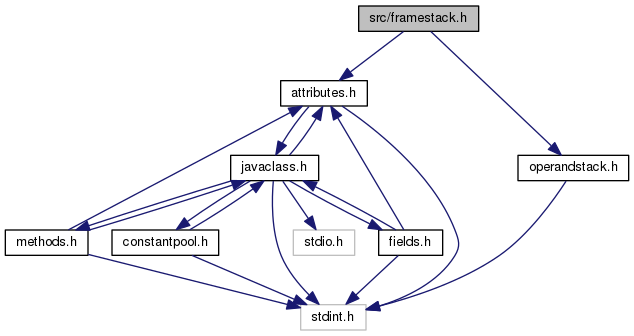 src/framestack.h
attributes.h
javaclass.h
operandstack.h
methods.h
constantpool.h
stdio.h
fields.h
stdint.h